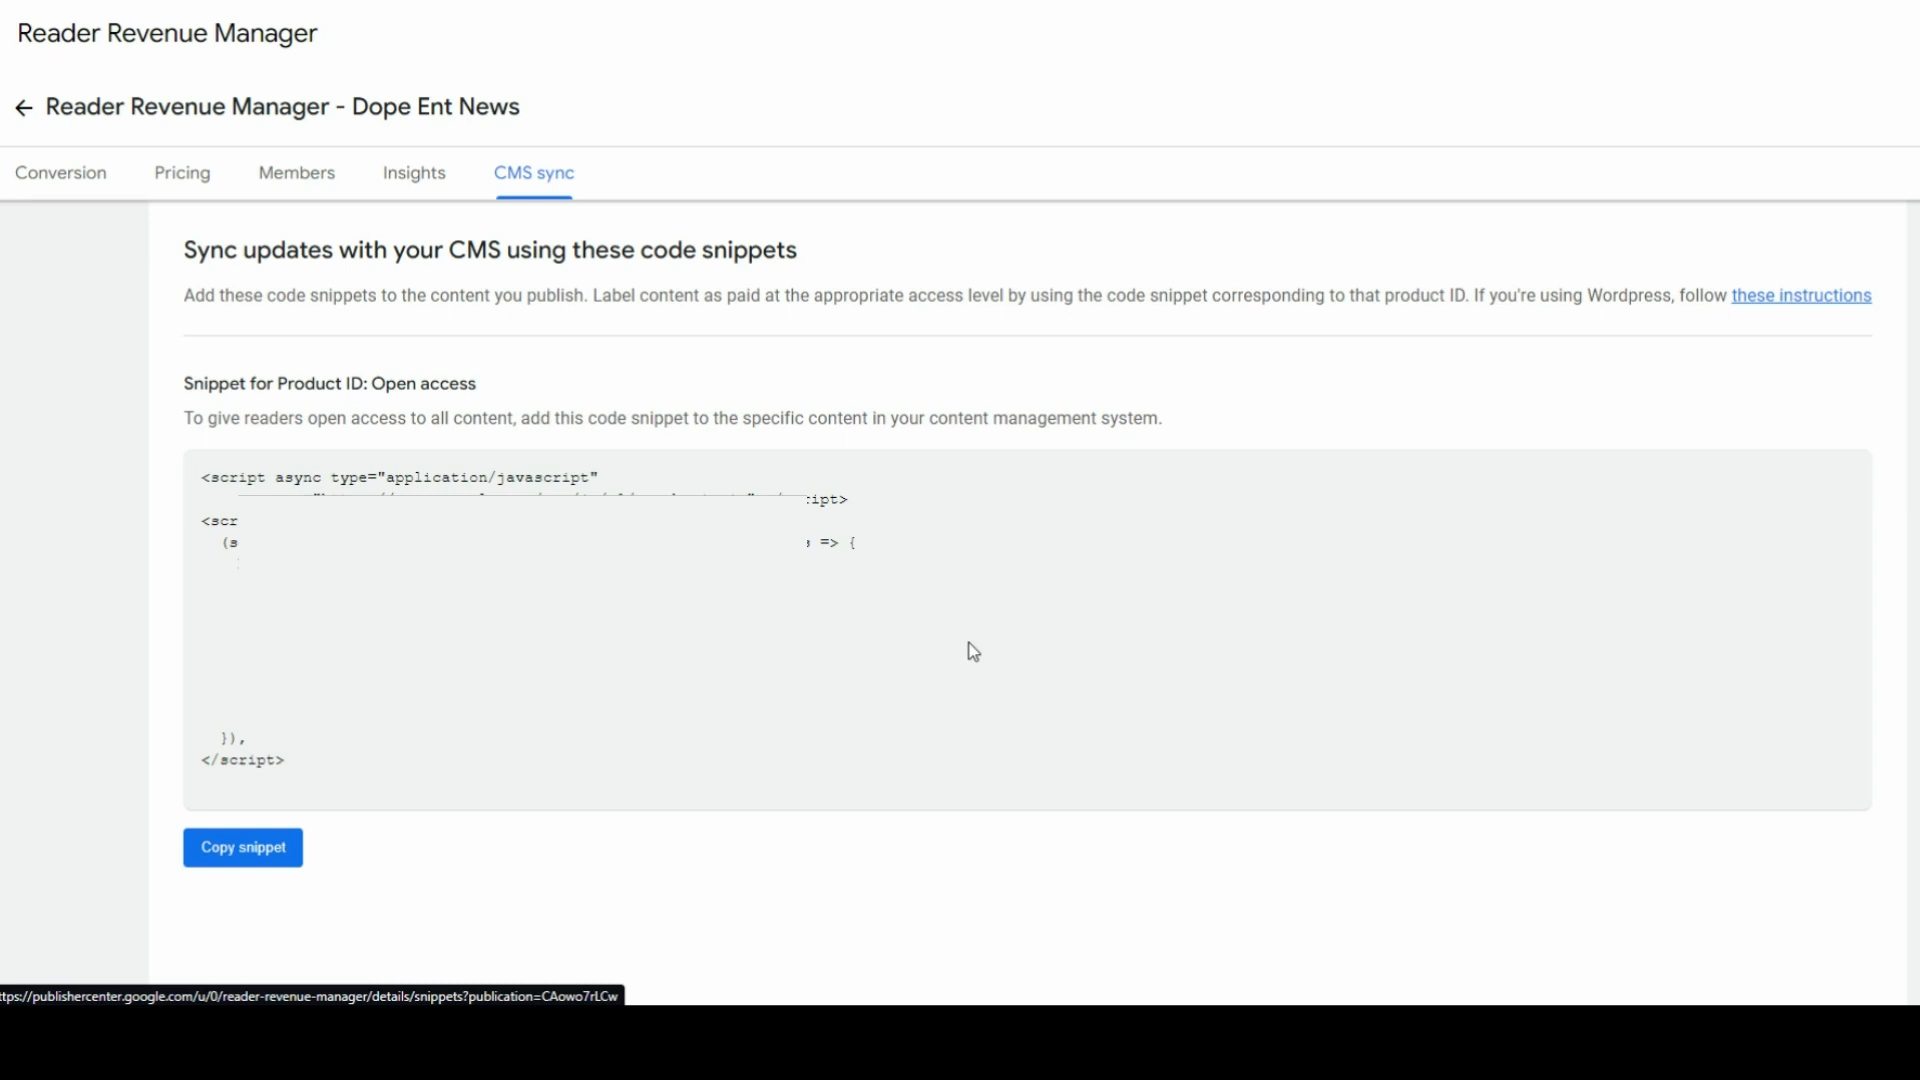 Reader Revenue Manager
Reader Revenue Manager - Dope Ent News
Conversion Pricing Members Insights CMS sync
Sync updates with your CMS using these code snippets
Add these code snippets to the content you publish. Label content as paid at the appropriate access level by using the code snippet corresponding to that product ID. If you're using Wordpress, follow these instructions
Snippet for Product ID: Open access
To give readers open access to all content, add this code snippet to the specific content in your content management system.
<script async type="application/javascript"
ipt>
<scr
(s => {
}),
</script>
Copy snippet
ttps://publishercenter.google.com/u/0/reader-revenue-manager/details/snippets?publication=CAowo7rLCw